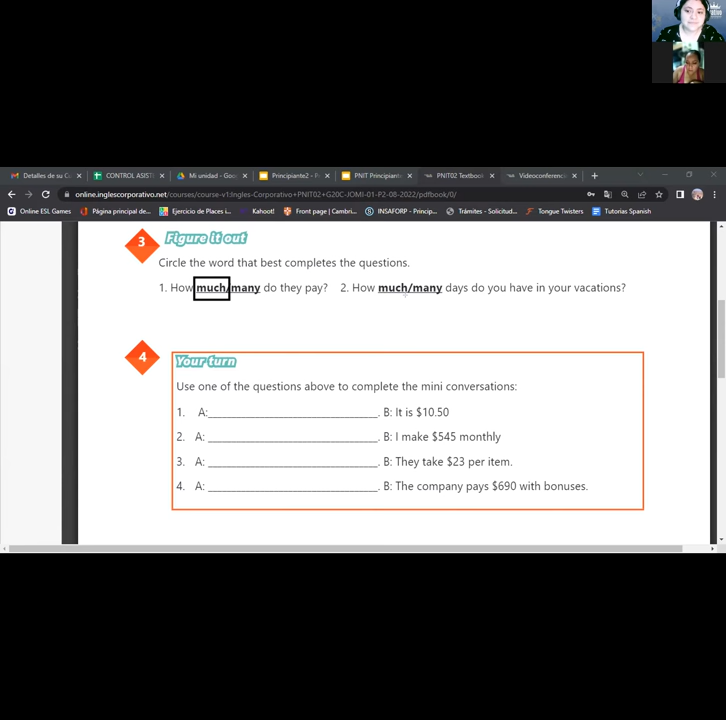 Detalles de su C
CONTROL ASIST
Mi unidad - Goo
Principiante2 - P
PNIT Principiante
PNIT02 Textbook
Videoconferenc
online.inglescorporativo.net/courses/course-v1:Ingles-Corporativo+PNIT02+G20C-JOMI-01-P2-08-2022/pdfbook/0/
Online ESL Games
Página principal de...
Ejercicio de Places i...
Kahoot!
Front page | Cambri...
INSAFORP - Princip...
Trámites - Solicitud...
Tongue Twisters
Tutorias Spanish
3 Figure it out
Circle the word that best completes the questions.
1. How much/many do they pay? 2. How much/many days do you have in your vacations?
4 Your turn
Use one of the questions above to complete the mini conversations:
1. A:________________________________. B: It is $10.50
2. A: ________________________________. B: I make $545 monthly
3. A: ________________________________. B: They take $23 per item.
4. A: ________________________________. B: The company pays $690 with bonuses.